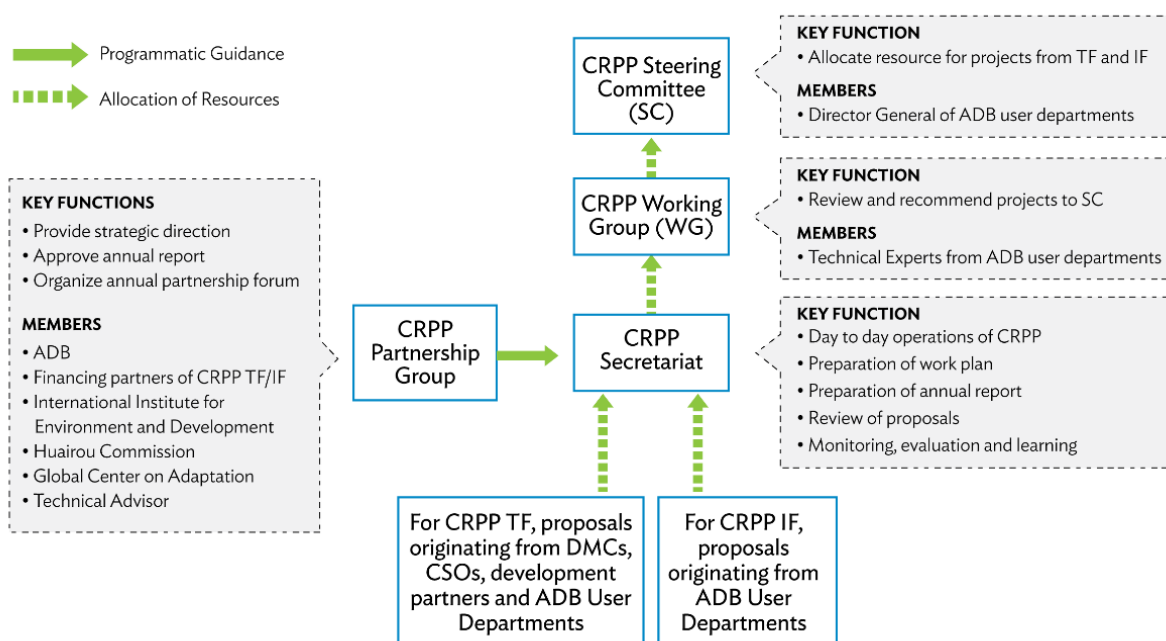 Programmatic Guidance
Allocation of Resources
CRPP Steering
Committee
(SC)
KEY FUNCTION
• Allocate resource for projects from TF and IF
MEMBERS
• Director General of ADB user departments
CRPP Working
Group (WG)
KEY FUNCTION
• Review and recommend projects to SC
MEMBERS
• Technical Experts from ADB user departments
KEY FUNCTIONS
• Provide strategic direction
• Approve annual report
• Organize annual partnership forum
MEMBERS
• ADB
• Financing partners of CRPP TF/IF
• International Institute for
Environment and Development
• Huairou Commission
• Global Center on Adaptation
• Technical Advisor
CRPP
Partnership
Group
CRPP
Secretariat
KEY FUNCTION
• Day to day operations of CRPP
• Preparation of work plan
• Preparation of annual report
• Review of proposals
• Monitoring, evaluation and learning
For CRPP TF, proposals
originating from DMCs,
CSOs, development
partners and ADB User
Departments
For CRPP IF,
proposals
originating from
ADB User
Departments